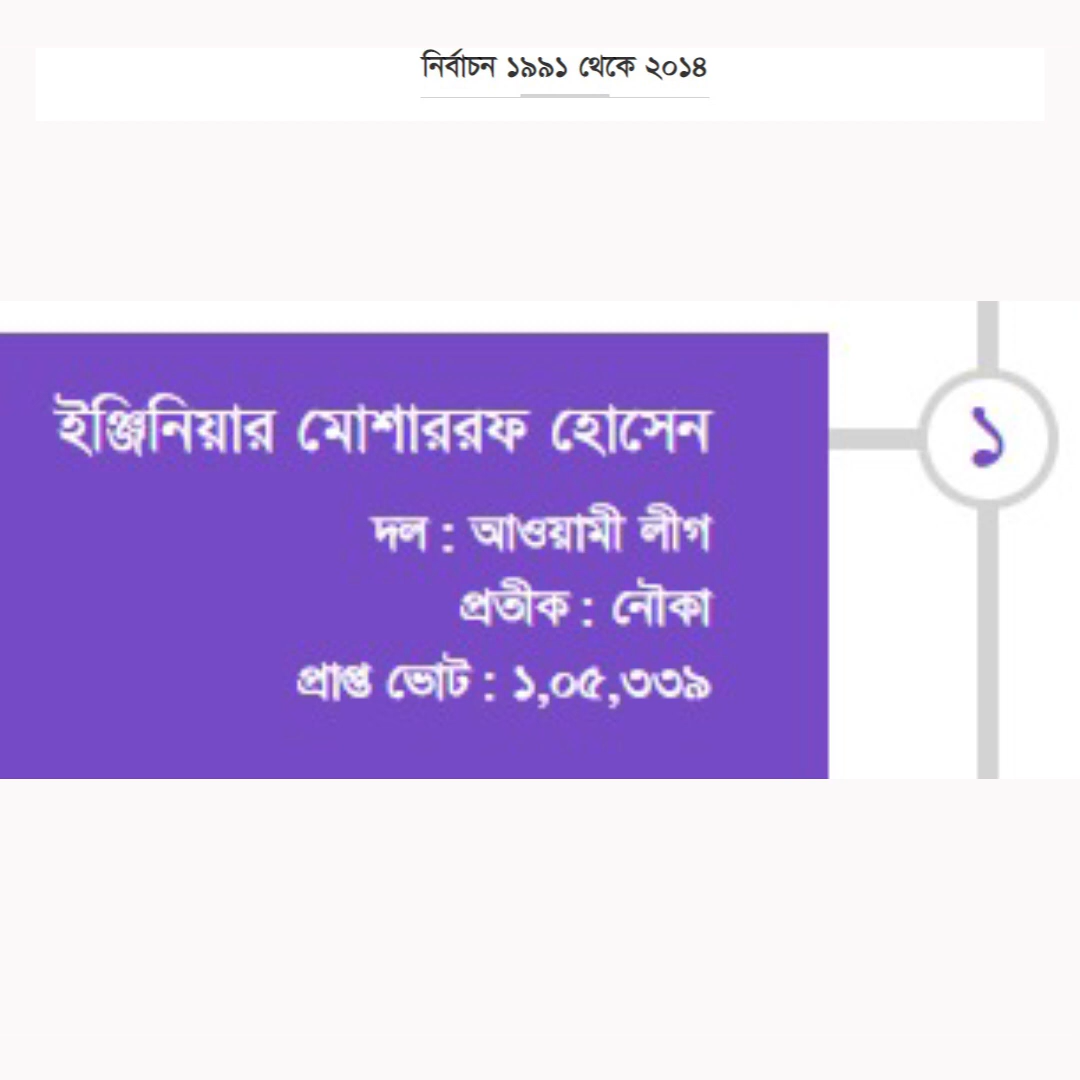 নির্বাচন ১৯৯১ থেকে ২০১৪
ইঞ্জিনিয়ার মোশাররফ হোসেন
১
দল : আওয়ামী লীগ
প্রতীক : নৌকা
প্রাপ্ত ভোট : ১,০৫,৩৩৯